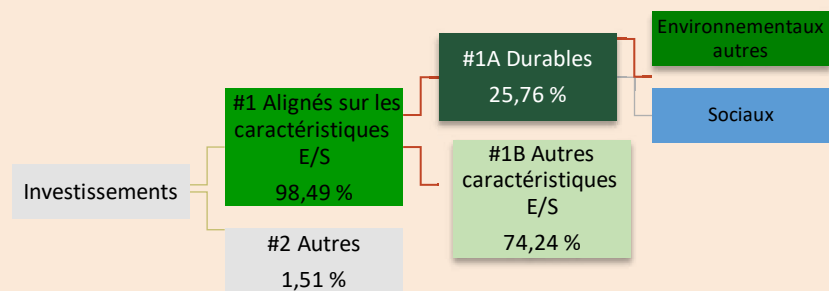 Investissements
#1 Alignés sur les
caractéristiques
E/S
98,49 %
#2 Autres
1,51 %
#1A Durables
25,76 %
#1B Autres
caractéristiques
E/S
74,24 %
Environnementaux
autres
Sociaux